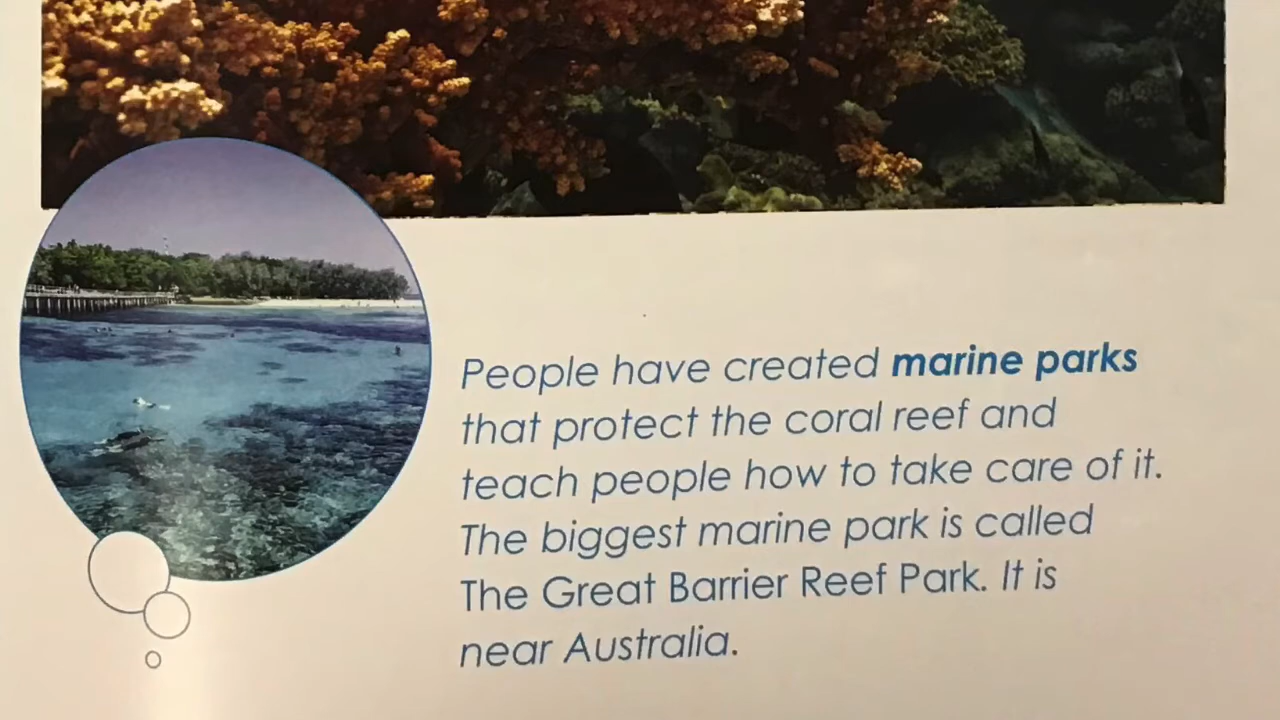 People have created marine parks
that protect the coral reef and
teach people how to take care of it.
The biggest marine park is called
The Great Barrier Reef Park. It is
near Australia.